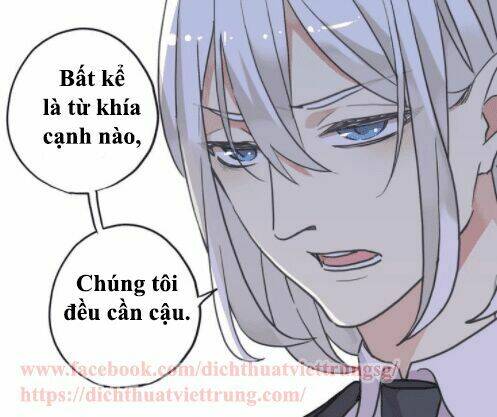 Bất kể
là từ khía
cạnh nào,
Chúng tôi
đều cần cậu.
www.facebook.com/dichthuatviettrungsg/
https://dichthuatviettrung.com/